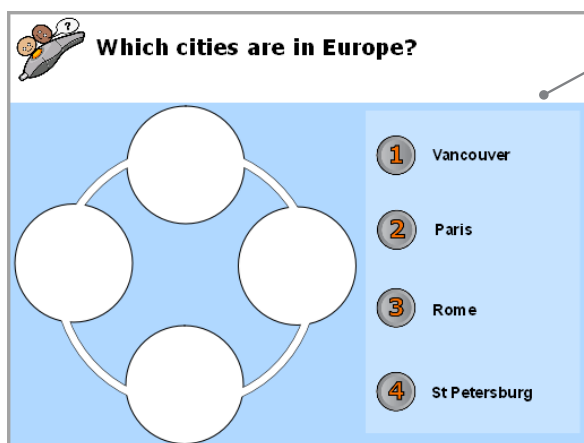 ?
Which cities are in Europe?
1 Vancouver
2 Paris
3 Rome
4 St Petersburg